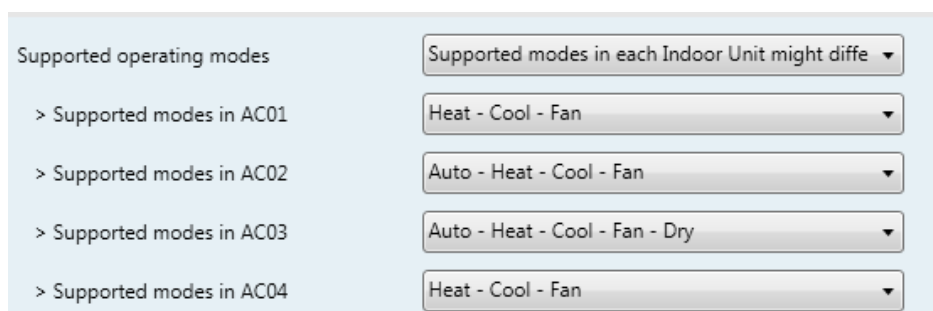 Supported operating modes Supported modes in each Indoor Unit might diffe
> Supported modes in AC01 Heat - Cool - Fan
> Supported modes in AC02 Auto - Heat - Cool - Fan
> Supported modes in AC03 Auto - Heat - Cool - Fan - Dry
> Supported modes in AC04 Heat - Cool - Fan